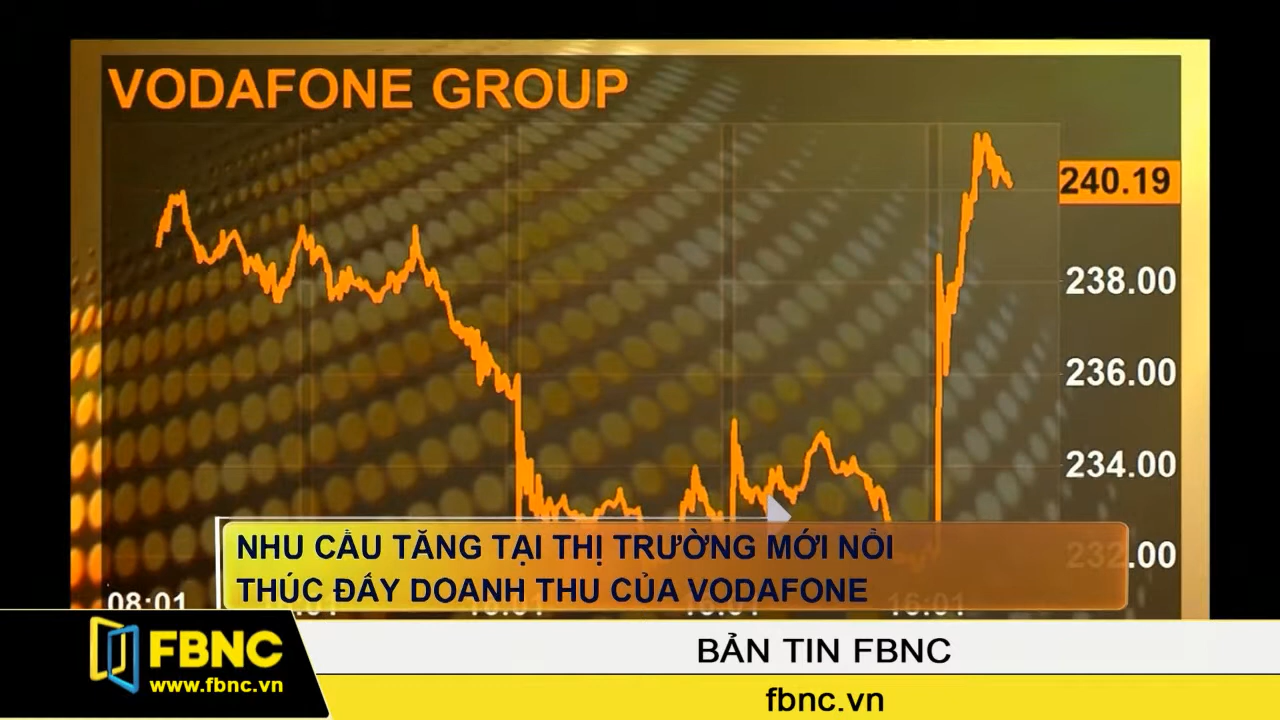 VODAFONE GROUP
240.19
238.00
236.00
234.00
232.00
NHU CẦU TĂNG TẠI THỊ TRƯỜNG MỚI NỔI
THÚC ĐẨY DOANH THU CỦA VODAFONE
08:01
16:01
FBNC
www.fbnc.vn
BẢN TIN FBNC
fbnc.vn